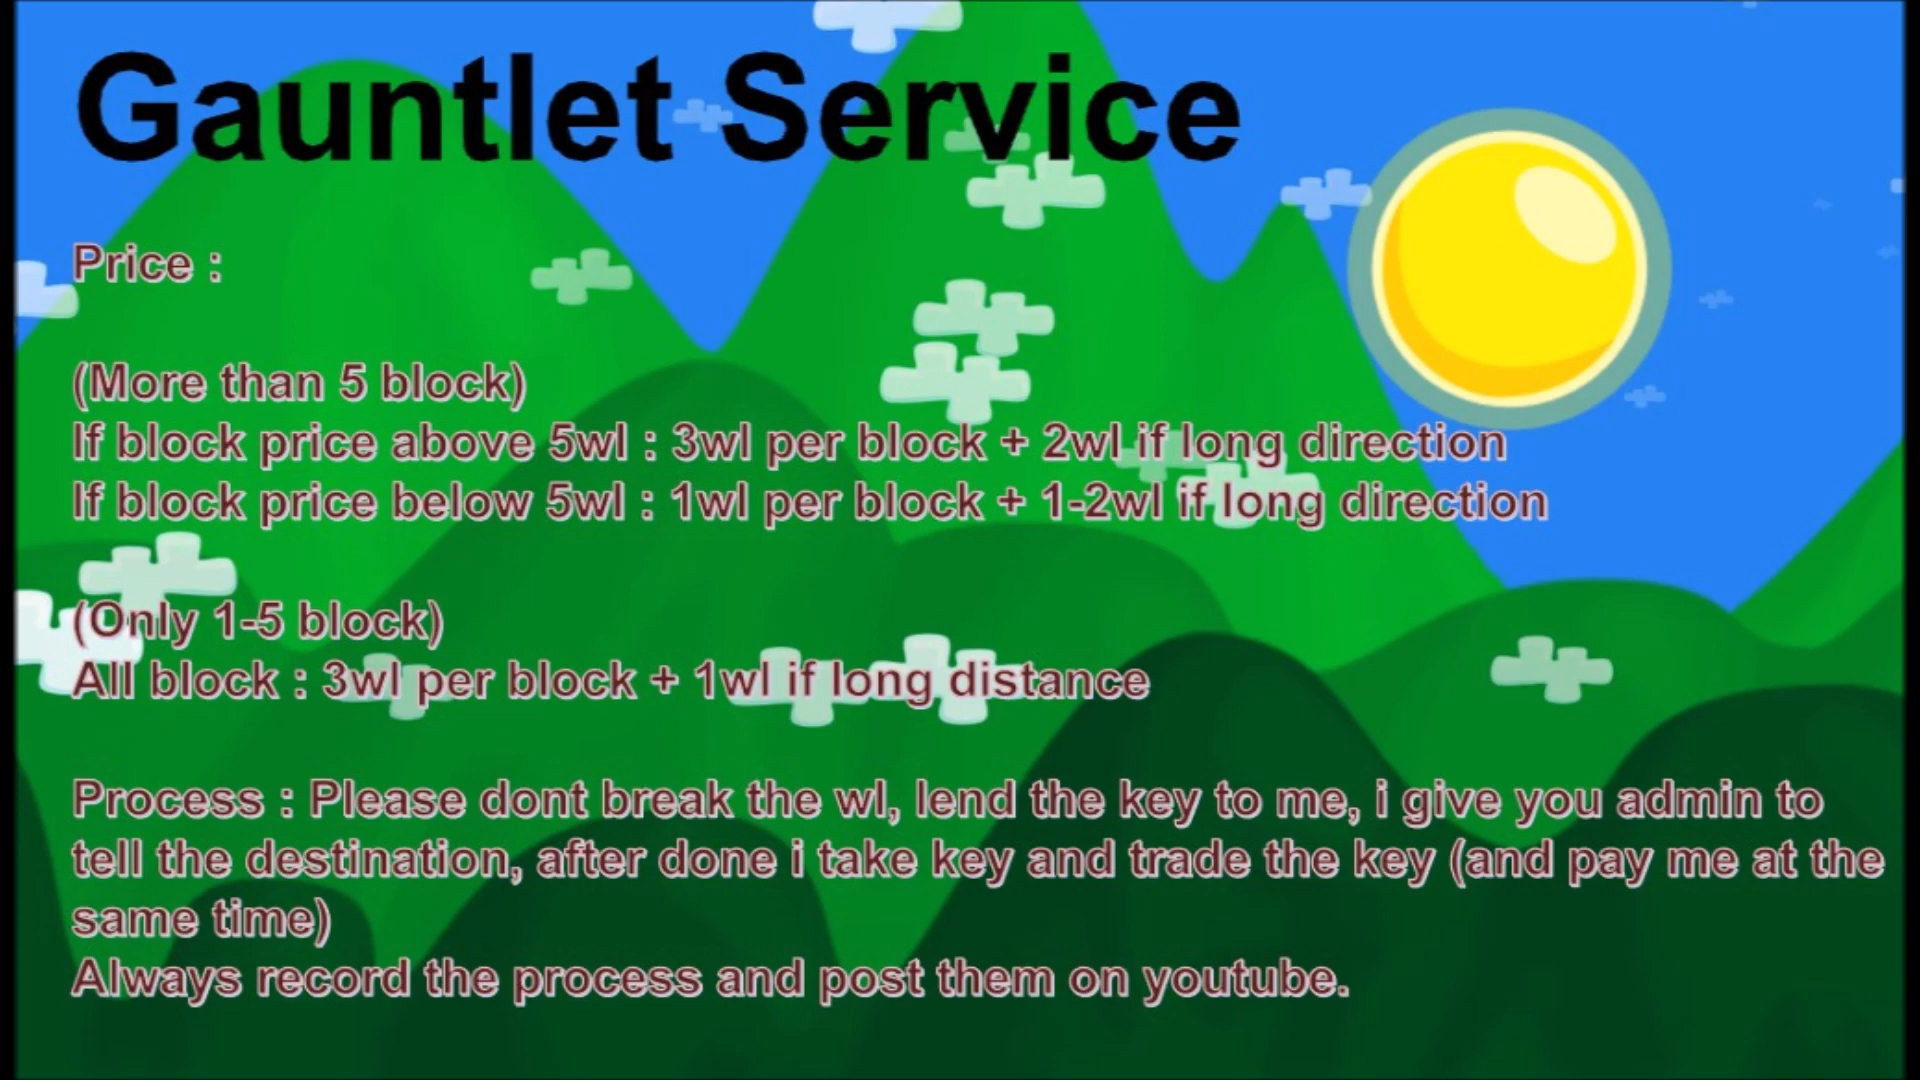 Gauntlet Service
Price :
(More than 5 block)
If block price above 5wl : 3wl per block + 2wl if long direction
If block price below 5wl : 1wl per block + 1-2wl if long direction
(Only 1-5 block)
All block : 3wl per block + 1wl if long distance
Process : Please dont break the wl, lend the key to me, i give you admin to
tell the destination, after done i take key and trade the key (and pay me at the
same time)
Always record the process and post them on youtube.